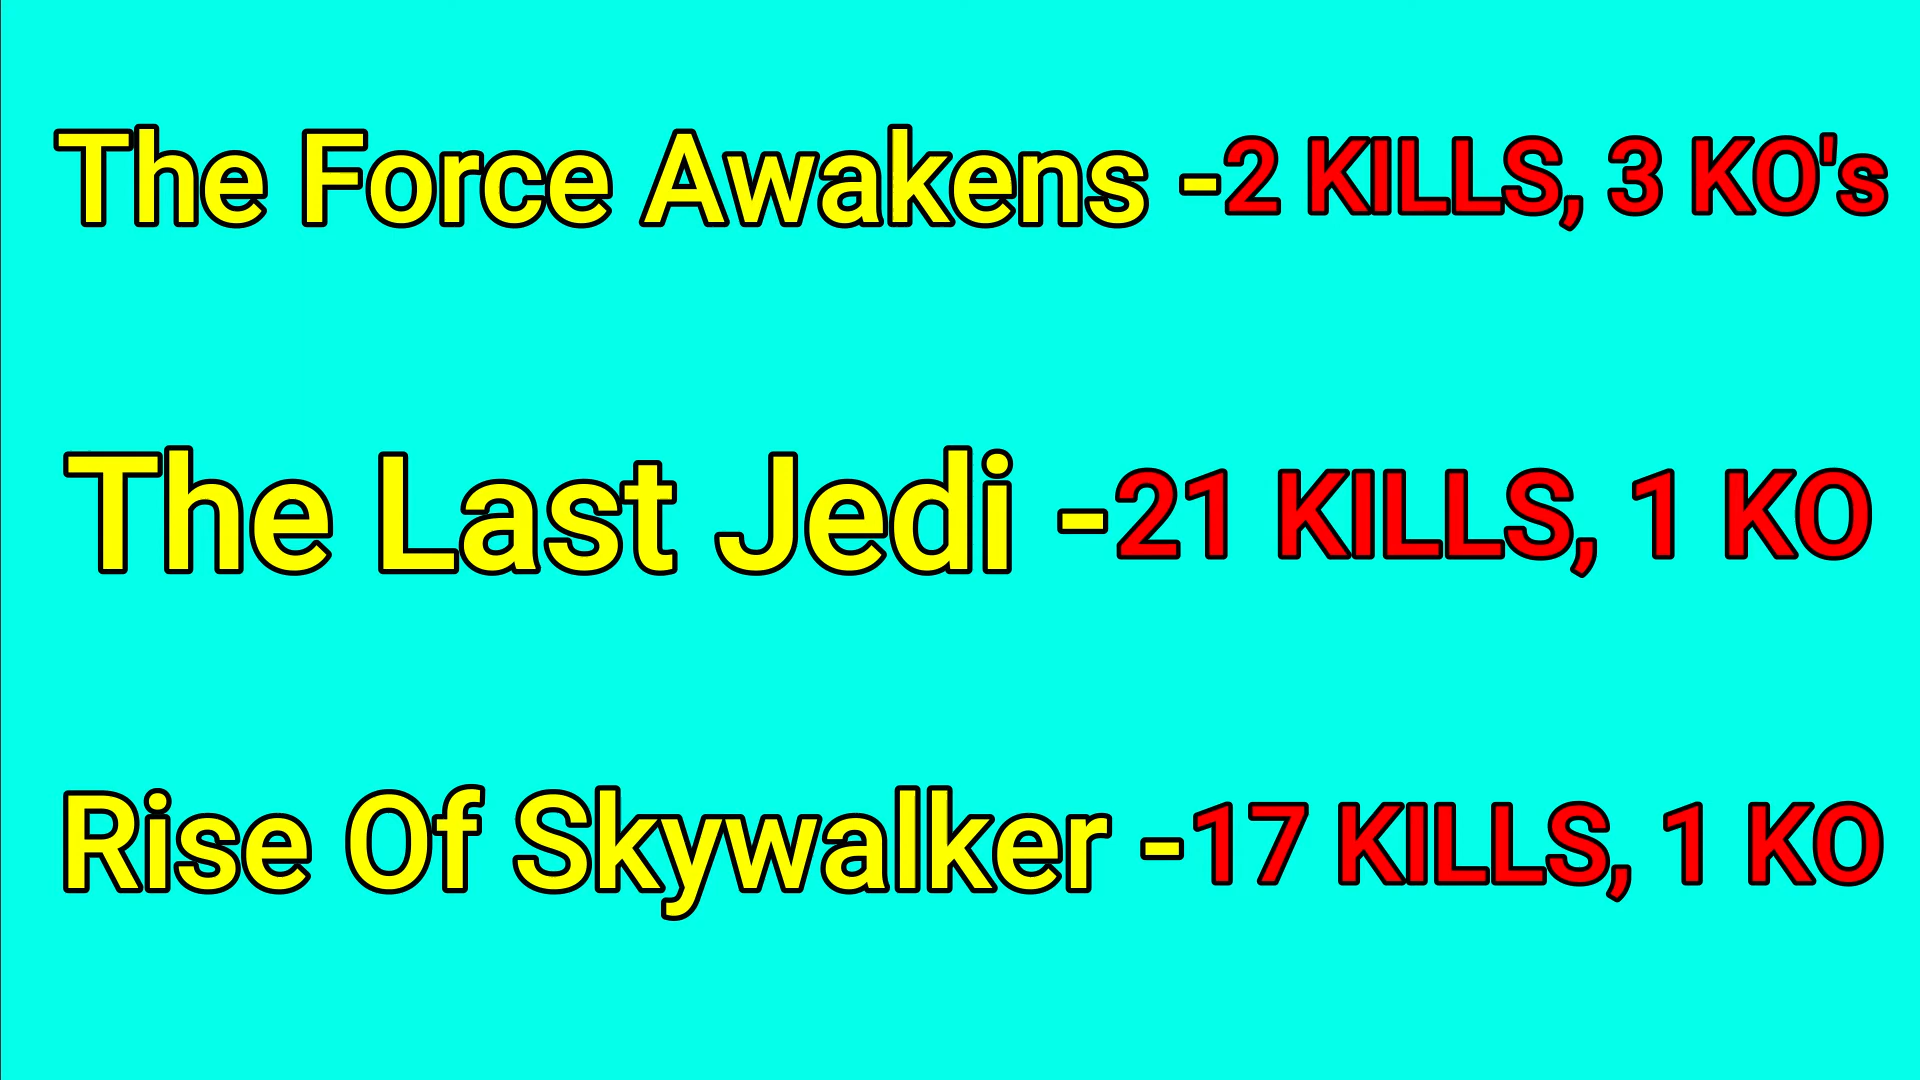 The Force Awakens -2 KILLS, 3 KO's
The Last Jedi -21 KILLS, 1 KO
Rise Of Skywalker -17 KILLS, 1 KO